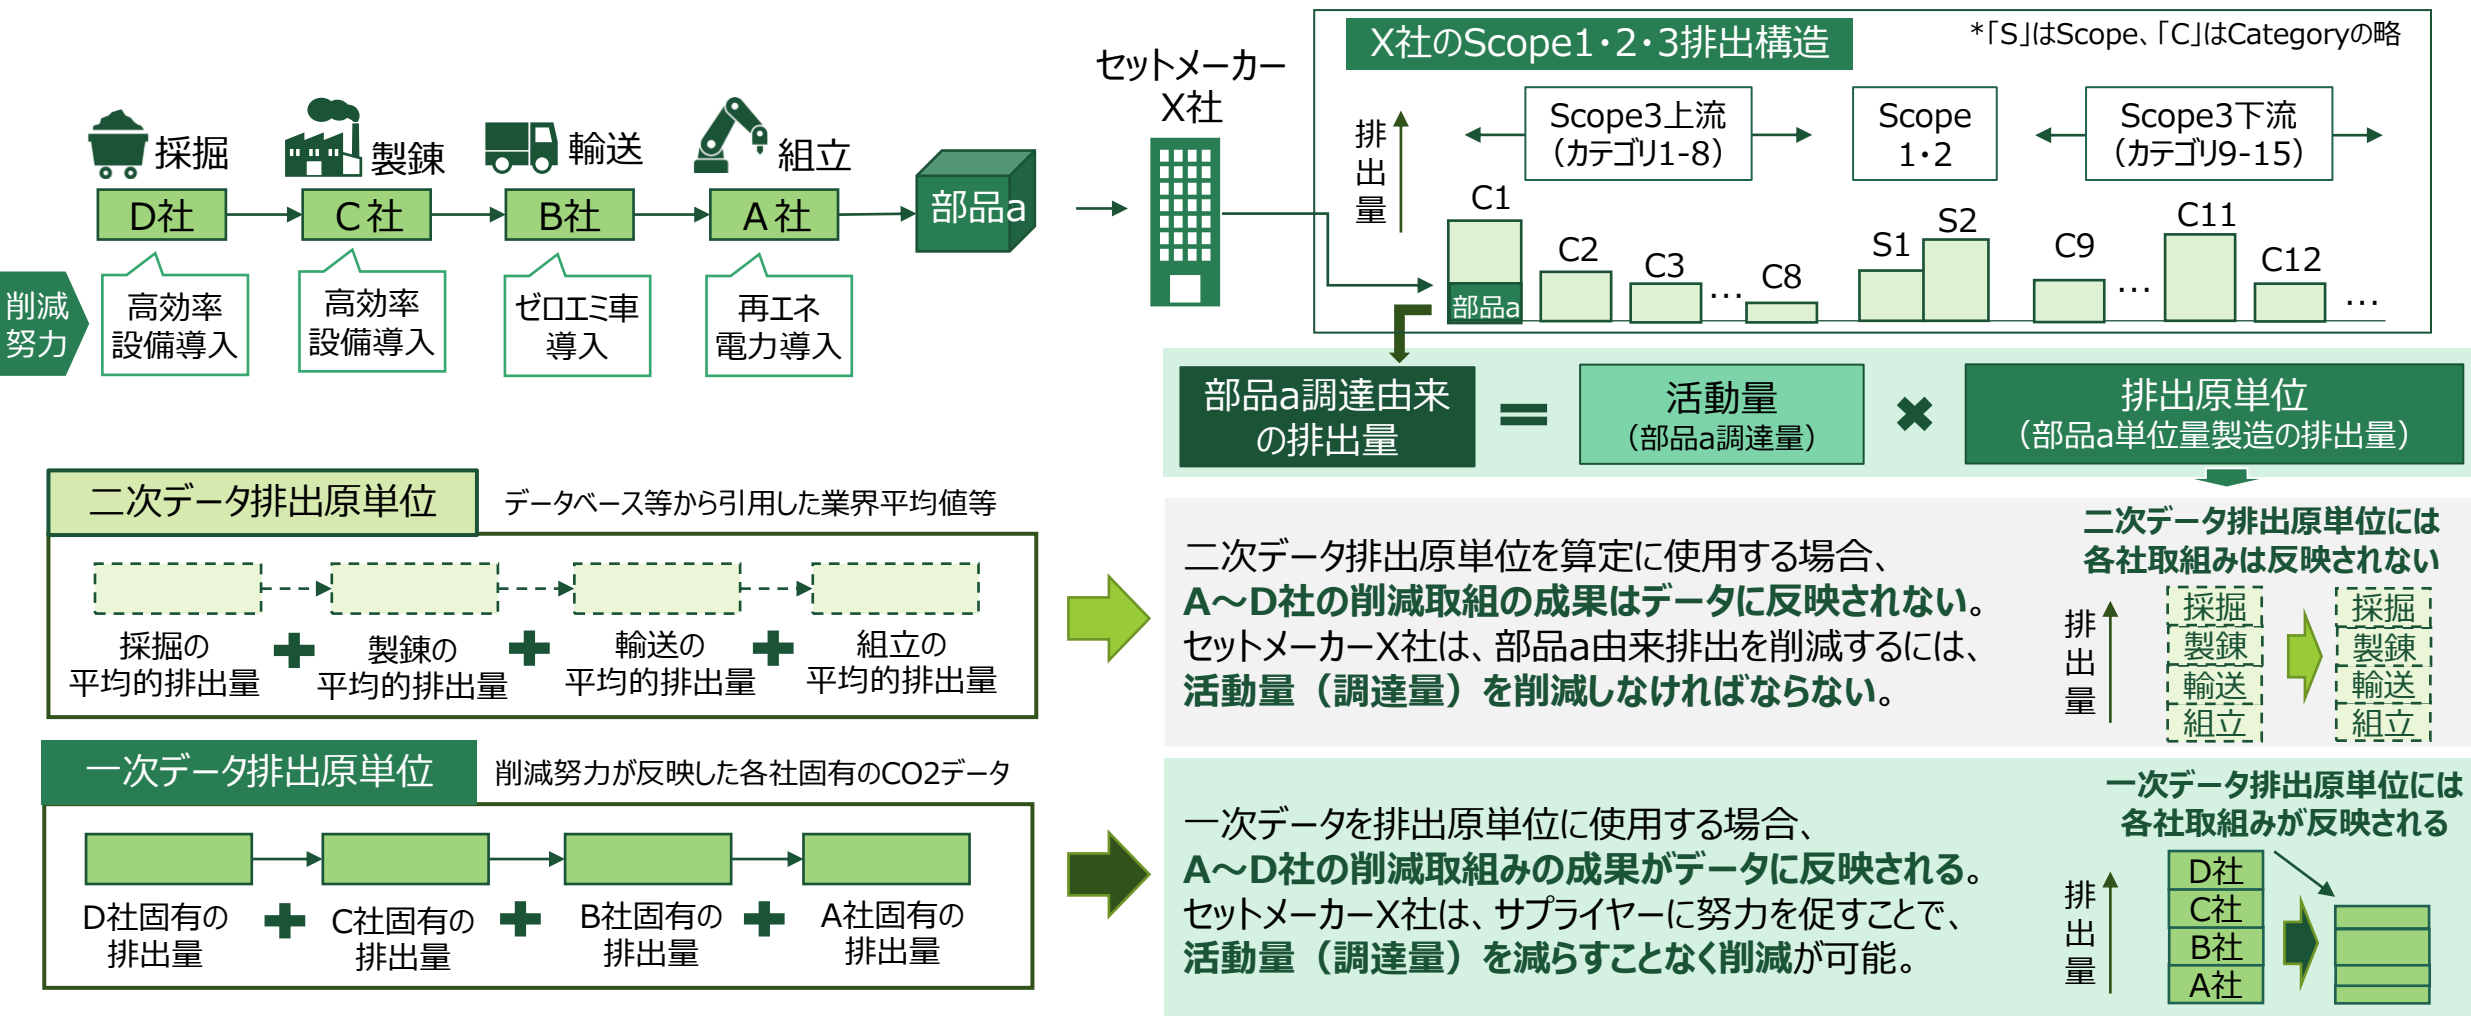 採掘
製錬
輸送
組立
D社
C社
B社
A社
部品a
削減
努力
高効率
設備導入
高効率
設備導入
ゼロエミ車
導入
再エネ
電力導入
セットメーカー
X社
X社のScope1・2・3排出構造
*「S」はScope、「C」はCategoryの略
排出量
Scope3上流
（カテゴリ1-8）
Scope
1・2
Scope3下流
（カテゴリ9-15）
C1
部品a
C2
C3
…
C8
S1
S2
C9
…
C11
C12
…
部品a調達由来
の排出量
＝
活動量
（部品a調達量）
×
排出原単位
（部品a単位量製造の排出量）
二次データ排出原単位
データベース等から引用した業界平均値等
採掘の
平均的排出量
+
製錬の
平均的排出量
+
輸送の
平均的排出量
+
組立の
平均的排出量
二次データ排出原単位を算定に使用する場合、
A～D社の削減取組の成果はデータに反映されない。
セットメーカーX社は、部品a由来排出を削減するには、
活動量（調達量）を削減しなければならない。
二次データ排出原単位には
各社取組みは反映されない
排出量
採掘
製錬
輸送
組立
採掘
製錬
輸送
組立
一次データ排出原単位
削減努力が反映した各社固有のCO2データ
D社固有の
排出量
+
C社固有の
排出量
+
B社固有の
排出量
+
A社固有の
排出量
一次データを排出原単位に使用する場合、
A～D社の削減取組みの成果がデータに反映される。
セットメーカーX社は、サプライヤーに努力を促すことで、
活動量（調達量）を減らすことなく削減が可能。
一次データ排出原単位には
各社取組みが反映される
排出量
D社
C社
B社
A社